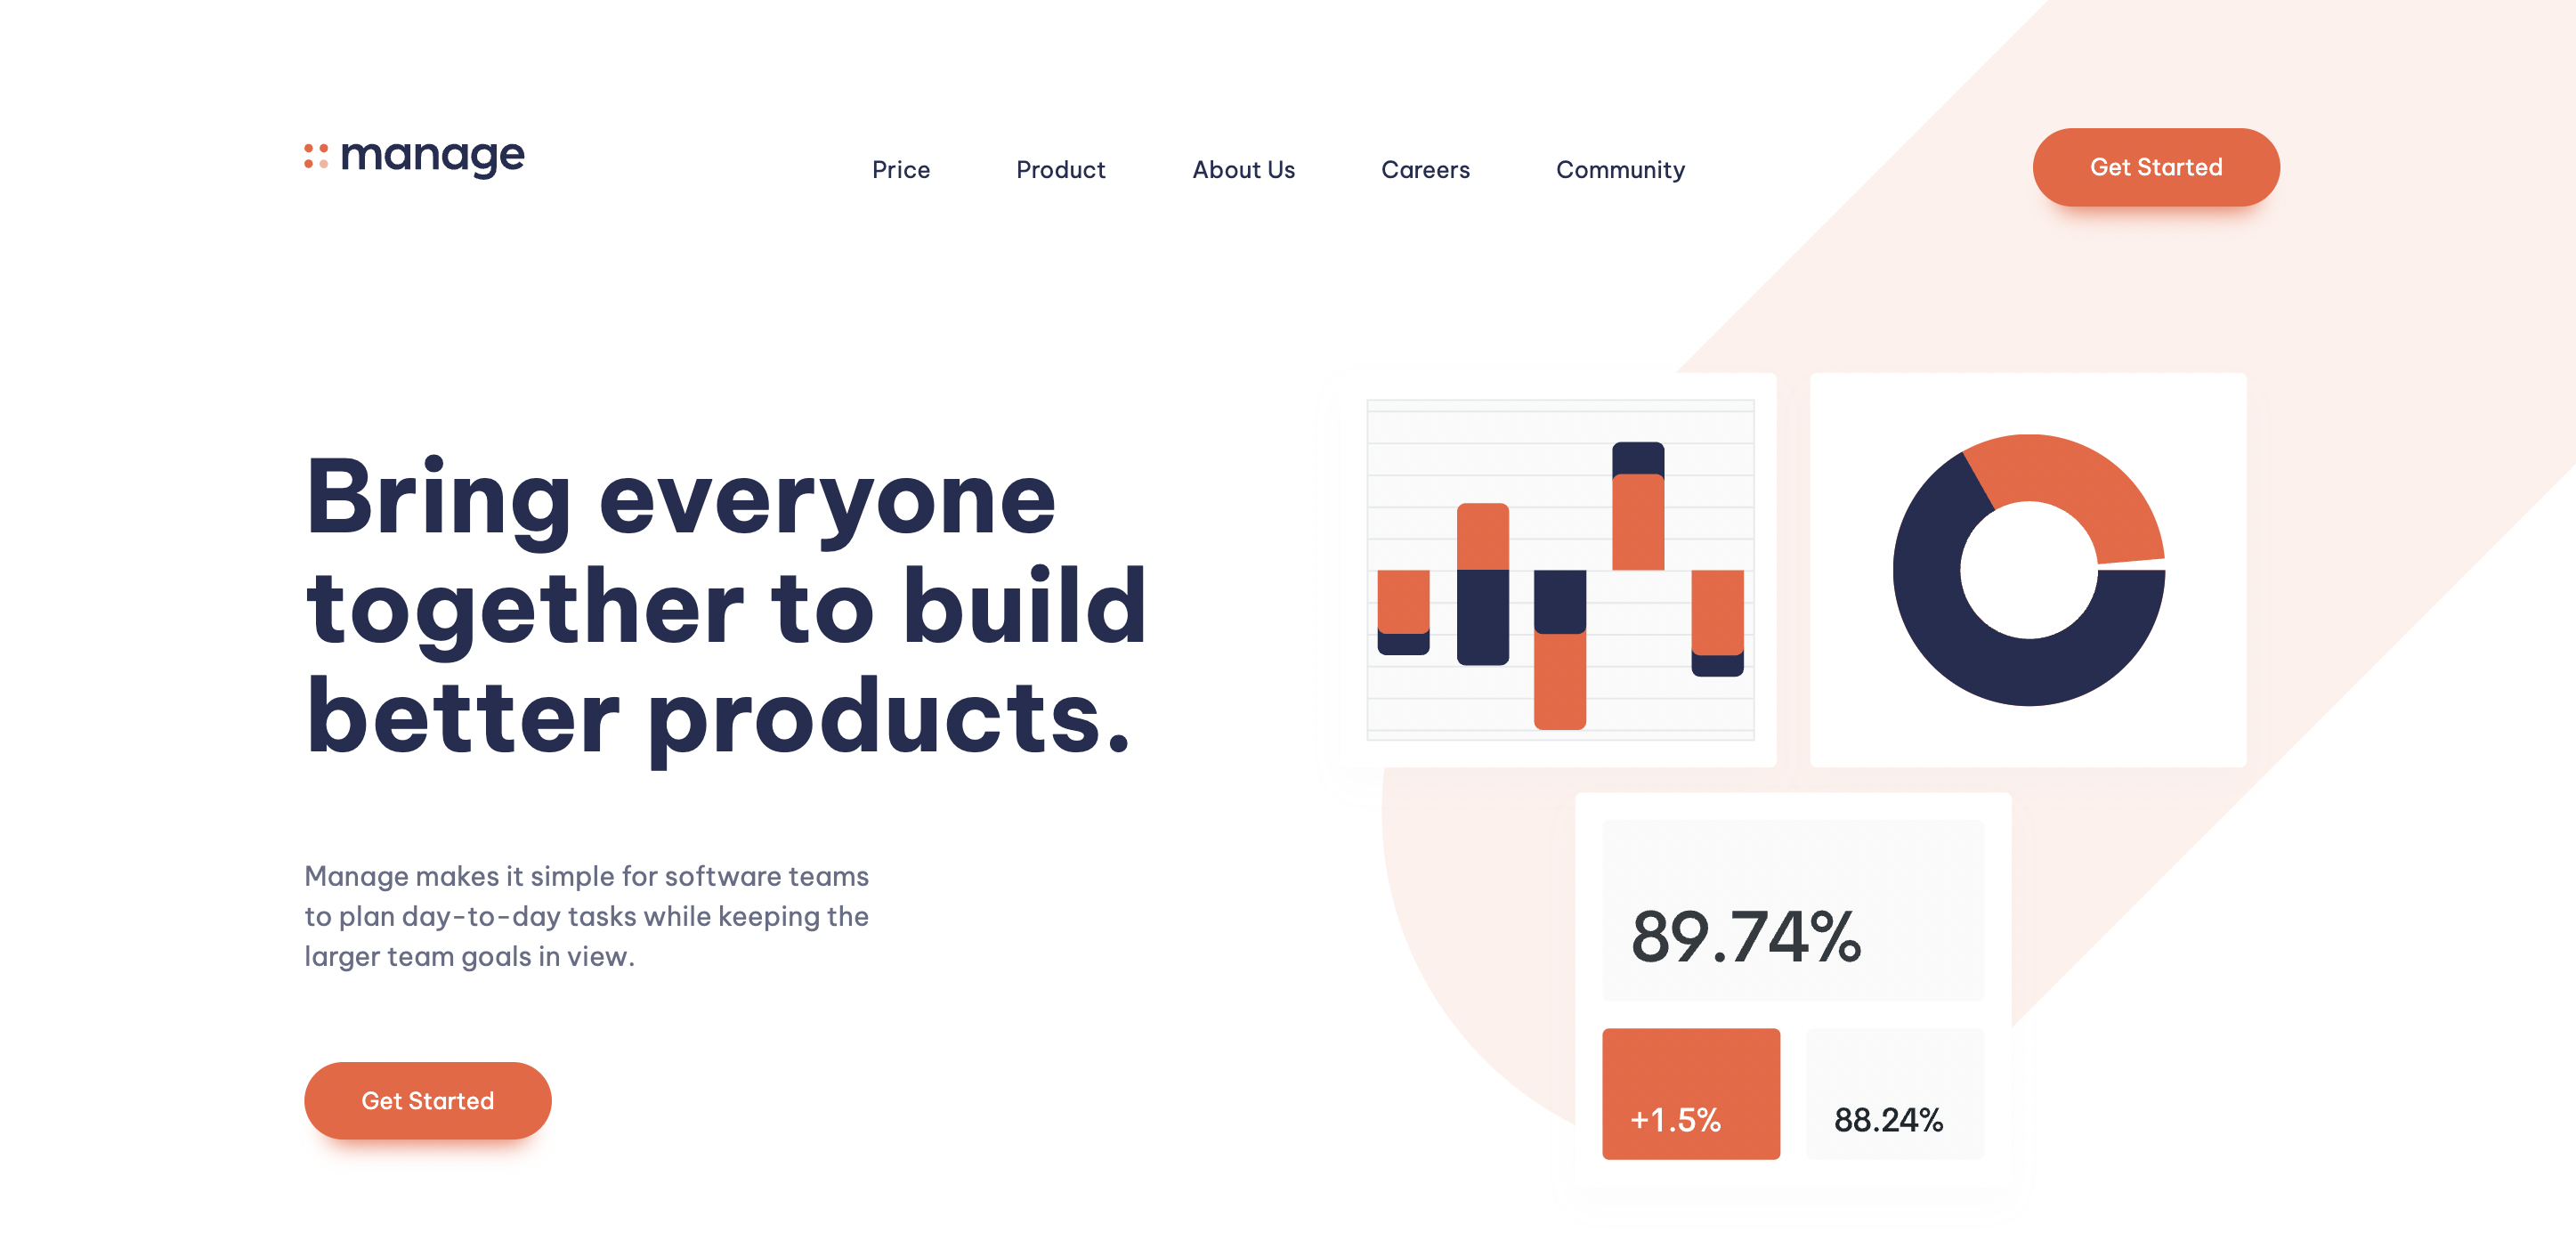 manage
Price
Product
About Us
Careers
Community
Get Started
Bring everyone
together to build
better products.
Manage makes it simple for software teams
to plan day-to-day tasks while keeping the
larger team goals in view.
Get Started
89.74%
+1.5%
88.24%